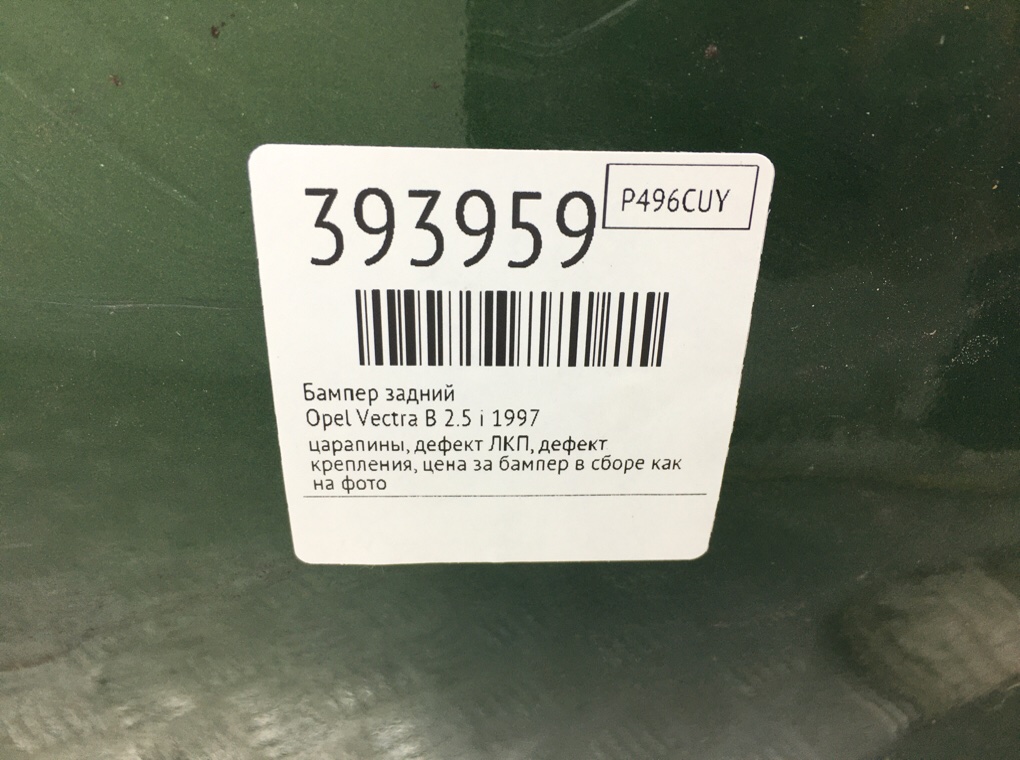 393959
P496CUY
Бампер задний
Opel Vectra B 2.5 i 1997
царапины, дефект ЛКП, дефект
крепления, цена за бампер в сборе как
на фото